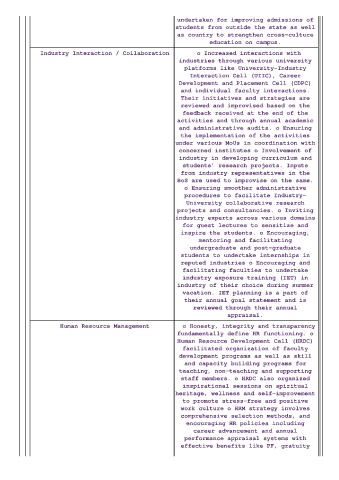 undertaken for improving admissions of
students from outside the state as well
as country to strengthen cross-culture
education on campus.
Industry Interaction / Collaboration
o Increased interactions with
industries through various university
platforms like University-Industry
Interaction Cell (UIIC), Career
Development and Placement Cell (CDPC)
and individual faculty interactions.
Their initiatives and strategies are
reviewed and improvised based on the
feedback received at the end of the
activities and through annual academic
and administrative audits. o Ensuring
the implementation of the activities
under various MoUs in coordination with
concerned institutes o Involvement of
industry in developing curriculum and
students' research projects. Inputs
from industry representatives in the
BoS are used to improvise on the same.
o Ensuring smoother administrative
procedures to facilitate Industry-
University collaborative research
projects and consultancies. o Inviting
industry experts across various domains
for guest lectures to sensitize and
inspire the students. o Encouraging,
mentoring and facilitating
undergraduate and post-graduate
students to undertake internships in
reputed industries o Encouraging and
facilitating faculties to undertake
industry exposure training (IET) in
industry of their choice during summer
vacation. IET planning is a part of
their annual goal statement and is
reviewed through their annual
appraisal.
Human Resource Management
o Honesty, integrity and transparency
fundamentally define HR functioning. o
Human Resource Development Cell (HRDC)
facilitated organization of faculty
development programs as well as skill
and capacity building programs for
teaching, non-teaching and supporting
staff members. o HRDC also organized
inspirational sessions on spiritual
heritage, wellness and self-improvement
to promote stress-free and positive
work culture o HRM strategy involves
comprehensive selection methods, and
encouraging HR policies including
career advancement and annual
performance appraisal systems with
effective benefits like PF, gratuity